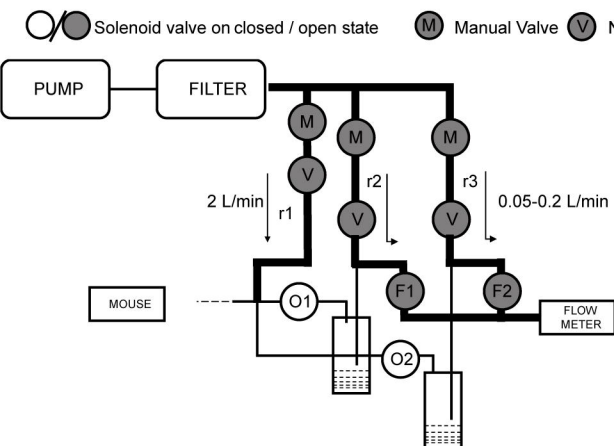 Solenoid valve on closed / open state
M Manual Valve V
PUMP
FILTER
M
M
M
V
r2
r3
2 L/min
r1
0.05-0.2 L/min
V
V
F1
F2
MOUSE
O1
FLOW
METER
O2